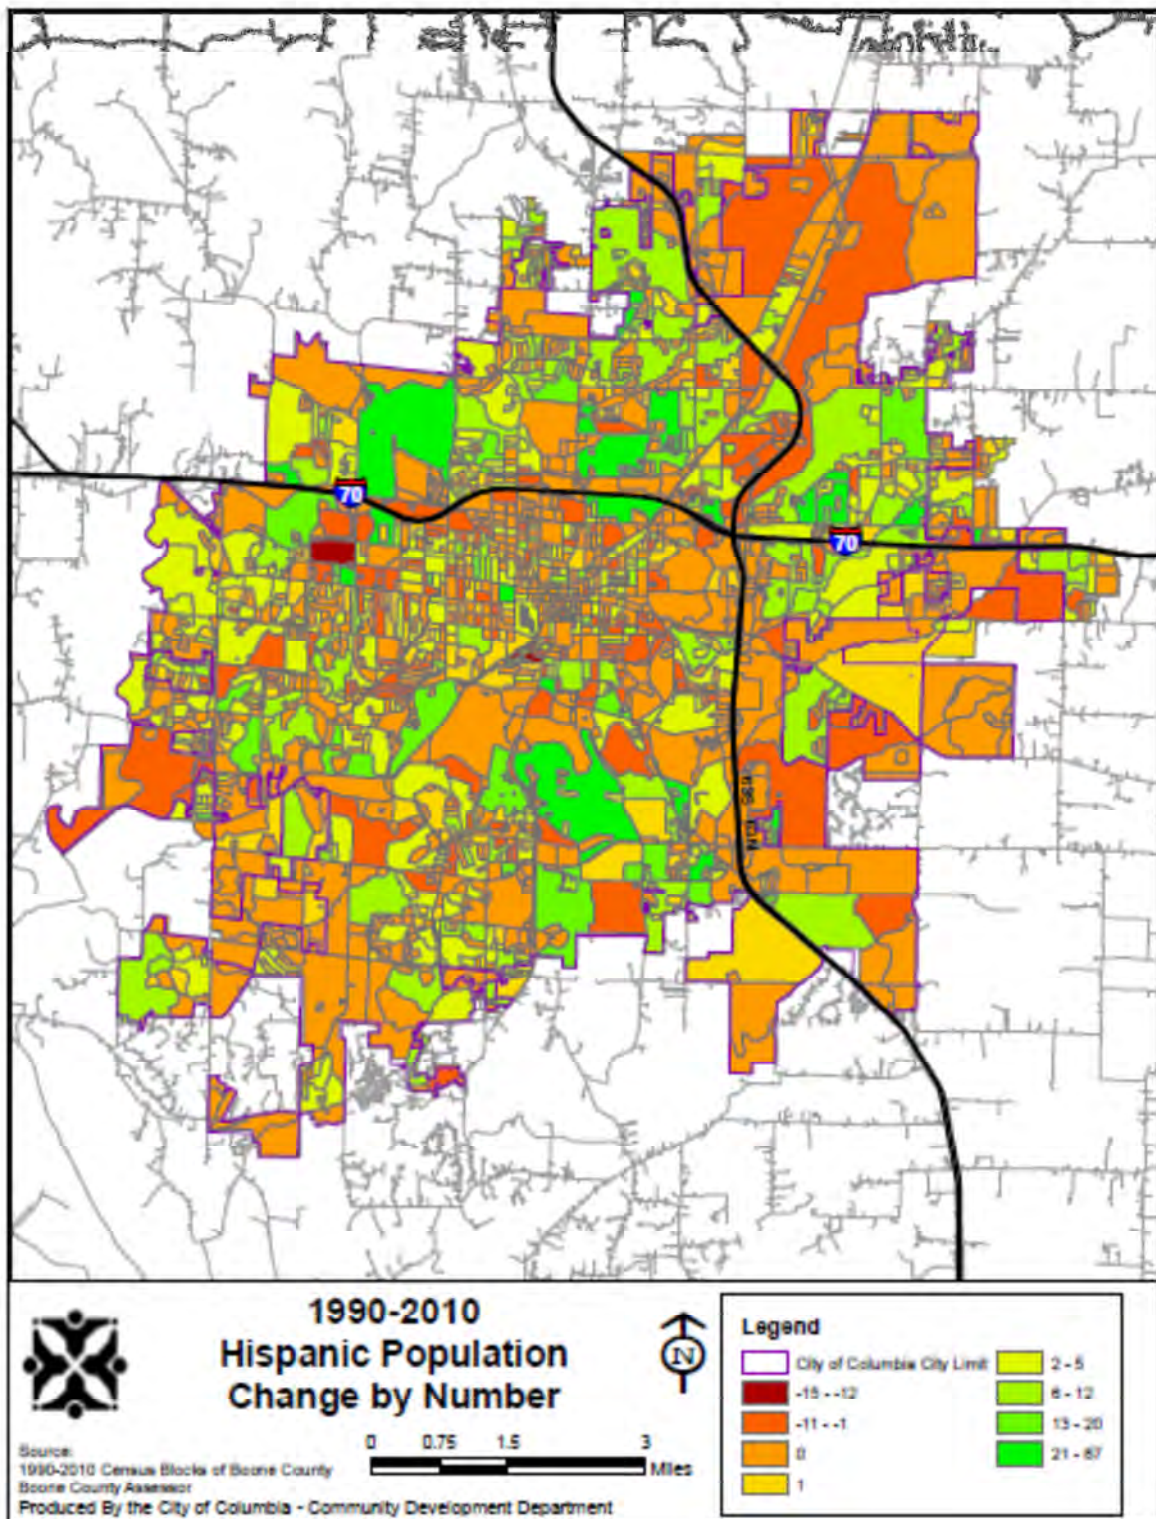 70
70
1990-2010
Hispanic Population
Change by Number
N
0 0.75 1.5 3
Miles
Source:
1990-2010 Census Blocks of Boone County
Boone County Assessor
Produced By the City of Columbia - Community Development Department
Legend
City of Columbia City Limit
-15 - -12
-11 - -1
0
1
2 - 5
6 - 12
13 - 20
21 - 67